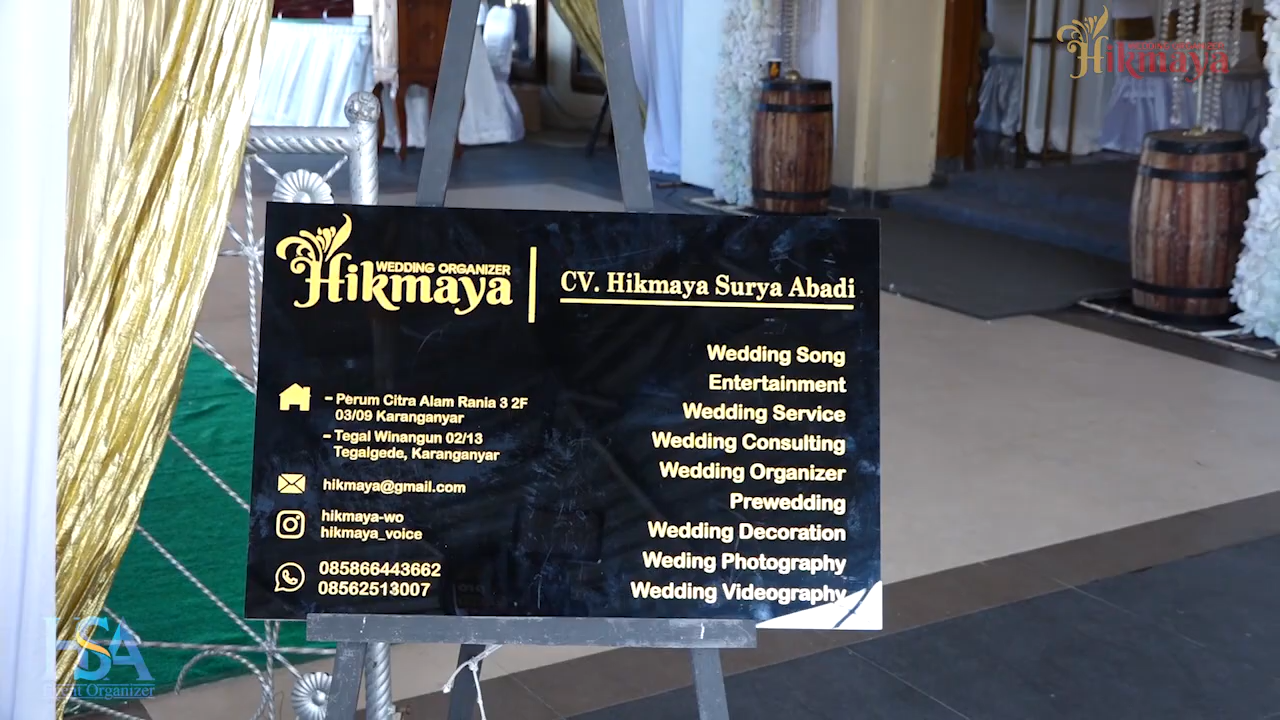 WEDDING ORGANIZER
Hikmaya
WEDDING ORGANIZER
Hikmaya
CV. Hikmaya Surya Abadi
- Perum Citra Alam Rania 3 2F
03/09 Karanganyar
- Tegal Winangun 02/13
Tegalgede, Karanganyar
hikmaya@gmail.com
hikmaya-wo
hikmaya_voice
085866443662
08562513007
Wedding Song
Entertainment
Wedding Service
Wedding Consulting
Wedding Organizer
Prewedding
Wedding Decoration
Weding Photography
Wedding Videography
HSA
Event Organizer